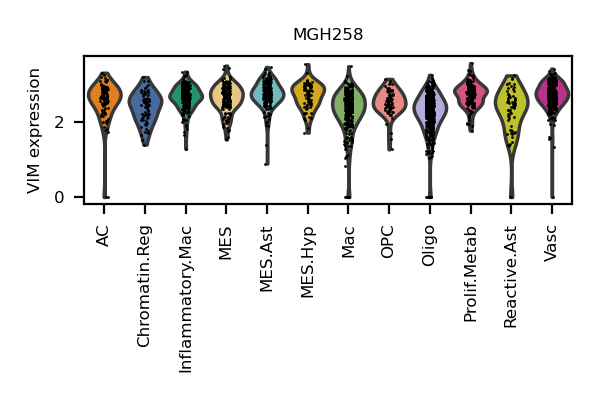 MGH258
VIM expression
2
0
AC
Chromatin.Reg
Inflammatory.Mac
MES
MES.Ast
MES.Hyp
Mac
OPC
Oligo
Prolif.Metab
Reactive.Ast
Vasc